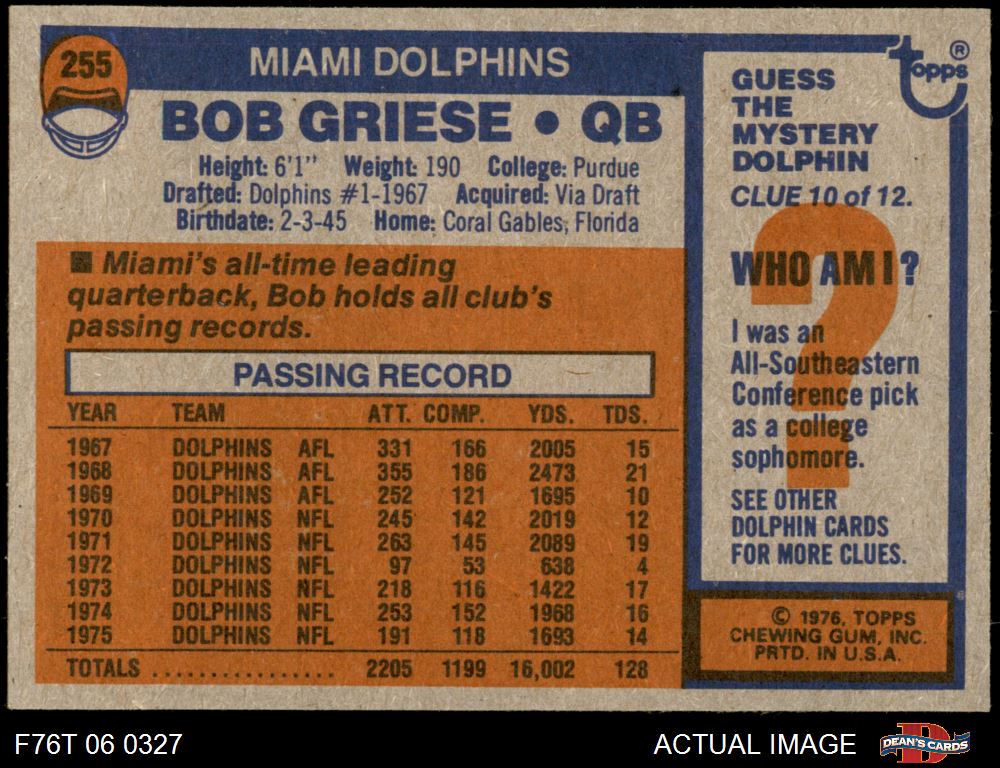 255
MIAMI DOLPHINS
BOB GRIESE • QB
Height: 6'1'' Weight: 190 College: Purdue
Drafted: Dolphins #1-1967 Acquired: Via Draft
Birthdate: 2-3-45 Home: Coral Gables, Florida
■ Miami's all-time leading
quarterback, Bob holds all club's
passing records.
PASSING RECORD
YEAR TEAM ATT. COMP. YDS. TDS.
1967 DOLPHINS AFL 331 166 2005 15
1968 DOLPHINS AFL 355 186 2473 21
1969 DOLPHINS AFL 252 121 1695 10
1970 DOLPHINS NFL 245 142 2019 12
1971 DOLPHINS NFL 263 145 2089 19
1972 DOLPHINS NFL 97 53 638 4
1973 DOLPHINS NFL 218 116 1422 17
1974 DOLPHINS NFL 253 152 1968 16
1975 DOLPHINS NFL 191 118 1693 14
TOTALS .................. 2205 1199 16,002 128
topps ®
GUESS
THE
MYSTERY
DOLPHIN
CLUE 10 of 12.
?
WHO AM I?
I was an
All-Southeastern
Conference pick
as a college
sophomore.
SEE OTHER
DOLPHIN CARDS
FOR MORE CLUES.
© 1976, TOPPS
CHEWING GUM, INC.
PRTD. IN U.S.A.
F76T 06 0327
ACTUAL IMAGE
D
DEAN'S CARDS